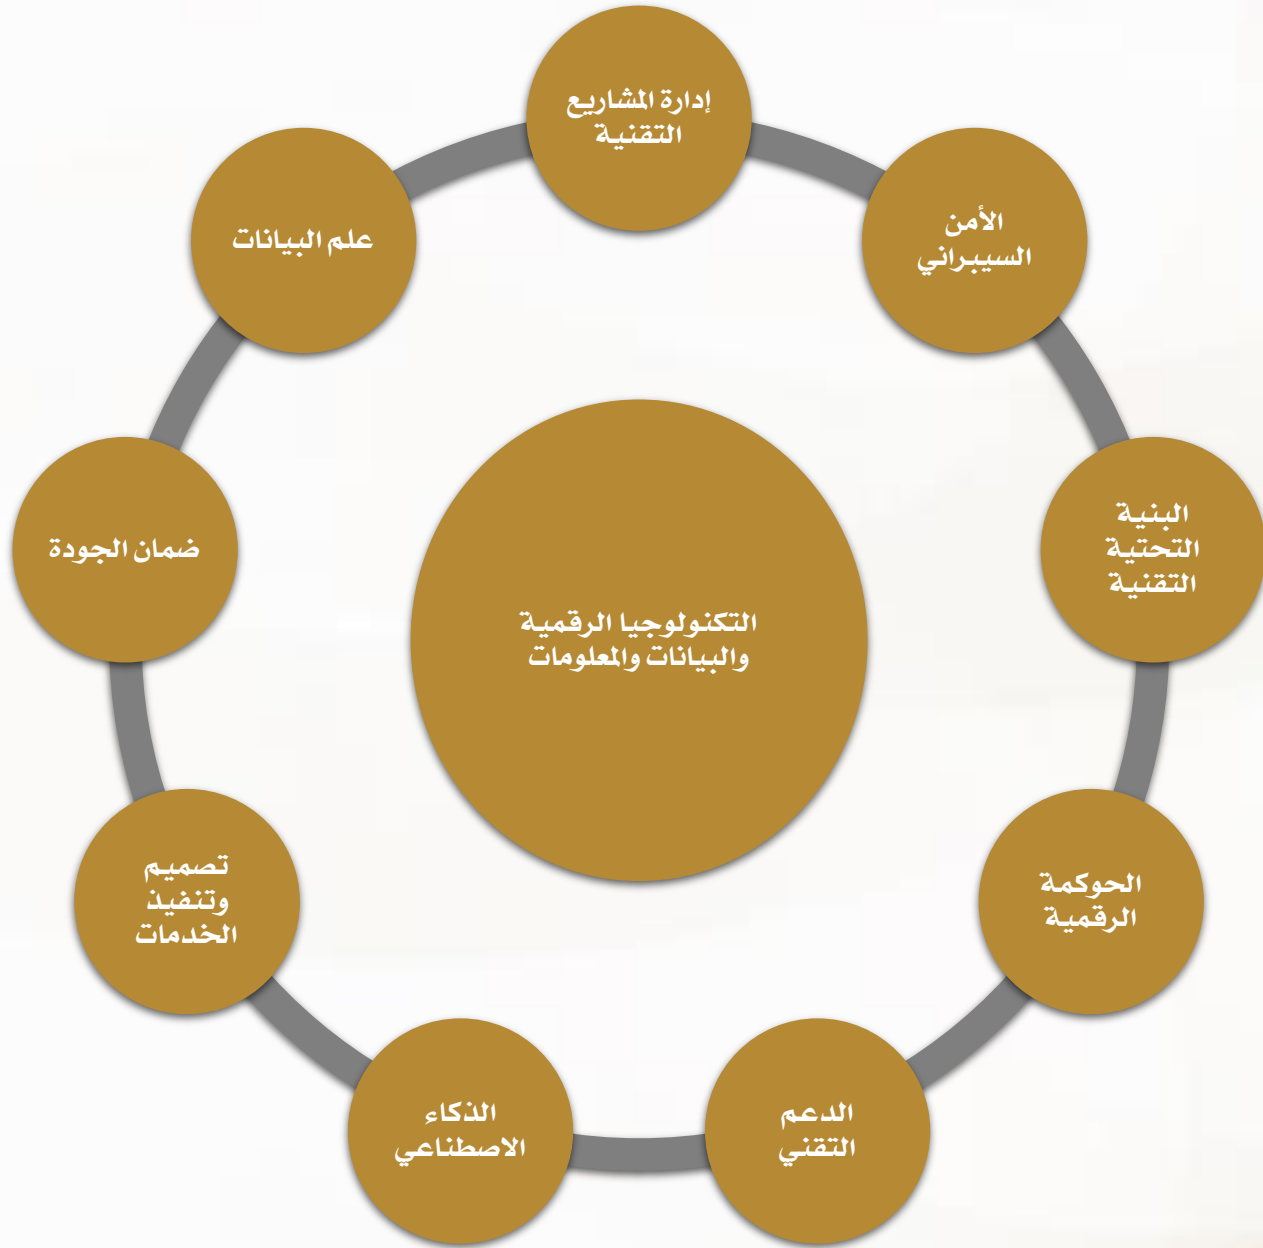 إدارة المشاريع
التقنية
الأمن
السيبراني
البنية
التحتية
التقنية
الحوكمة
الرقمية
الدعم
التقني
الذكاء
الاصطناعي
تصميم
وتنفيذ
الخدمات
ضمان الجودة
علم البيانات
التكنولوجيا الرقمية
والبيانات والمعلومات